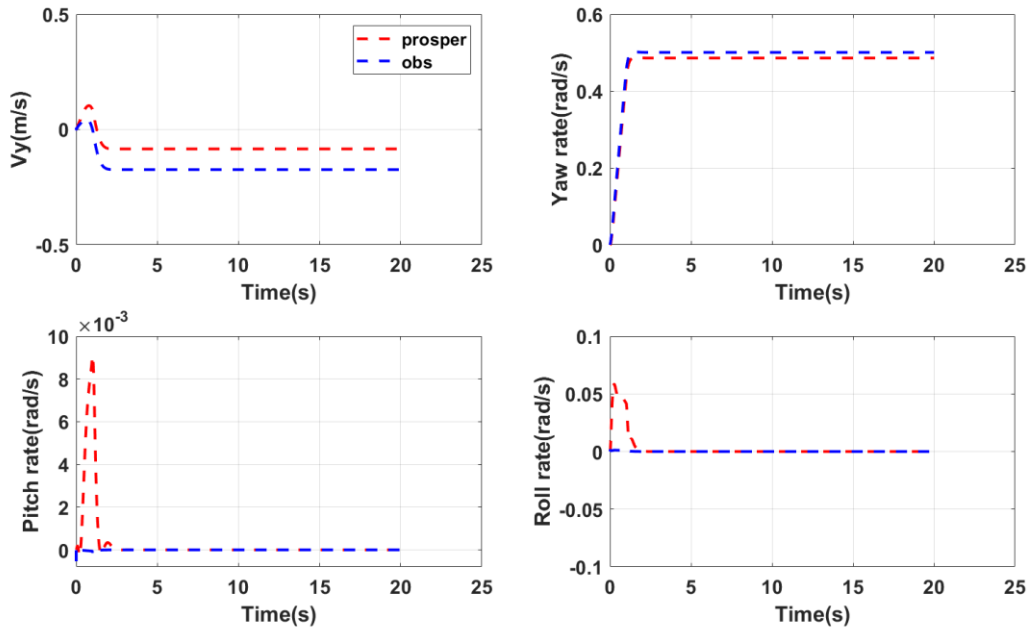 0.5
0
-0.5
Vy(m/s)
prosper
obs
0 5 10 15 20 25
Time(s)
0.6
0.4
0.2
0
Yaw rate(rad/s)
0 5 10 15 20 25
Time(s)
×10-3
10
8
6
4
2
0
Pitch rate(rad/s)
0 5 10 15 20 25
Time(s)
0.1
0.05
0
-0.05
-0.1
Roll rate(rad/s)
0 5 10 15 20 25
Time(s)